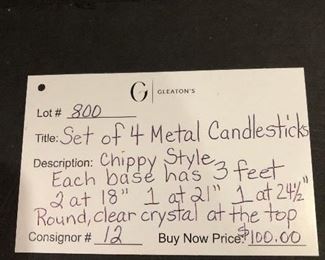 G | GLEATON'S
Lot # 800
Title: Set of 4 Metal Candlesticks
Description: Chippy Style
Each base has 3 feet
2 at 18" 1 at 21" 1 at 24½"
Round, clear crystal at the top
Consignor # 12 Buy Now Price: $100.00